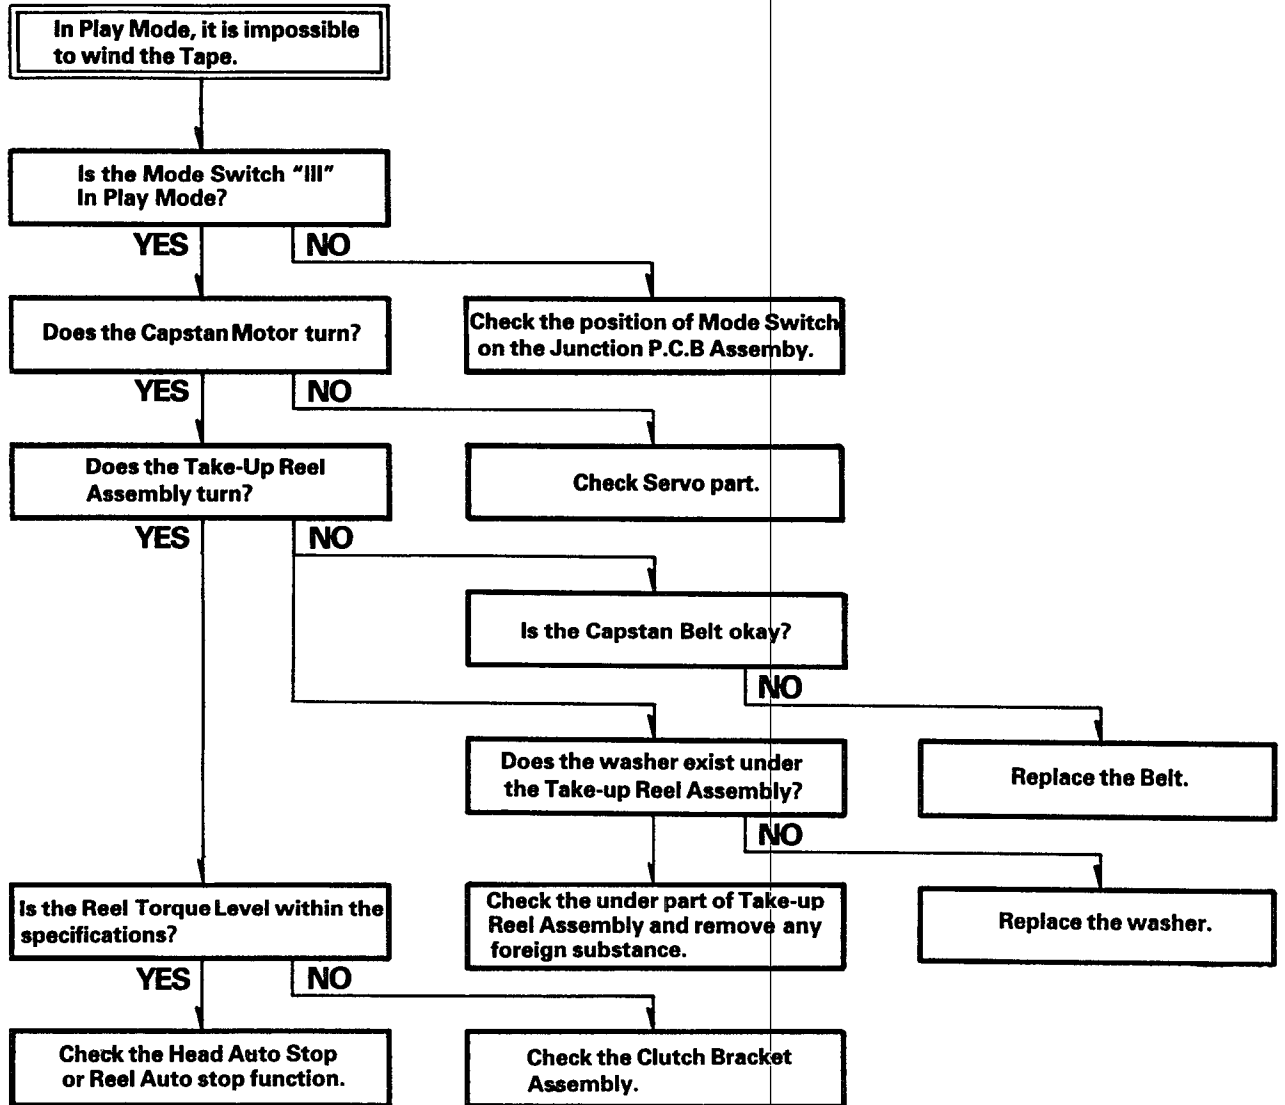 In Play Mode, it is impossible
to wind the Tape.
Is the Mode Switch "III"
In Play Mode?
YES
NO
Does the Capstan Motor turn?
Check the position of Mode Switch
on the Junction P.C.B Assemby.
YES
NO
Does the Take-Up Reel
Assembly turn?
Check Servo part.
YES
NO
Is the Capstan Belt okay?
NO
Does the washer exist under
the Take-up Reel Assembly?
Replace the Belt.
NO
Is the Reel Torque Level within the
specifications?
Check the under part of Take-up
Reel Assembly and remove any
foreign substance.
Replace the washer.
YES
NO
Check the Head Auto Stop
or Reel Auto stop function.
Check the Clutch Bracket
Assembly.